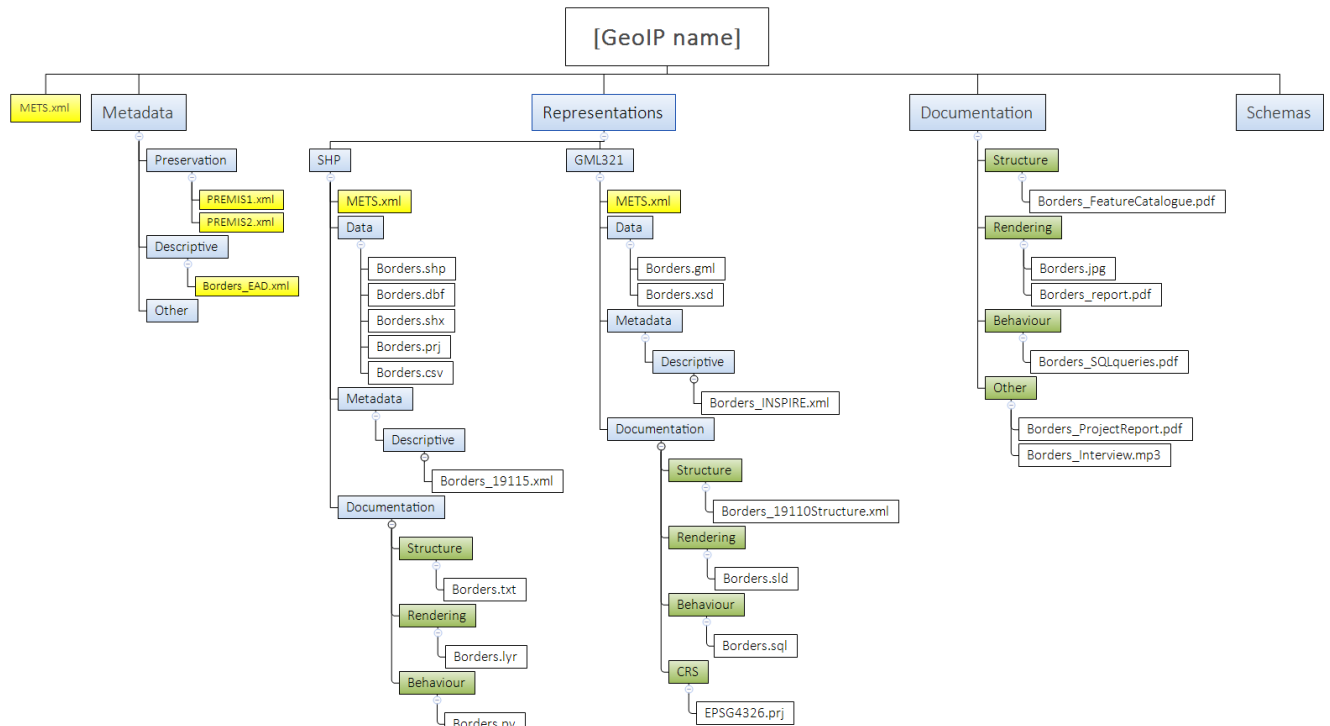 [GeoIP name]
METS.xml
Metadata
Preservation
PREMIS1.xml
PREMIS2.xml
Descriptive
Borders_EAD.xml
Other
Representations
SHP
METS.xml
Data
Borders.shp
Borders.dbf
Borders.shx
Borders.prj
Borders.csv
Metadata
Descriptive
Borders_19115.xml
Documentation
Structure
Borders.txt
Rendering
Borders.lyr
Behaviour
GML321
METS.xml
Data
Borders.gml
Borders.xsd
Metadata
Descriptive
Borders_INSPIRE.xml
Documentation
Structure
Borders_19110Structure.xml
Rendering
Borders.sld
Behaviour
Borders.sql
CRS
EPSG4326.prj
Documentation
Structure
Borders_FeatureCatalogue.pdf
Rendering
Borders.jpg
Borders_report.pdf
Behaviour
Borders_SQLqueries.pdf
Other
Borders_ProjectReport.pdf
Borders_Interview.mp3
Schemas